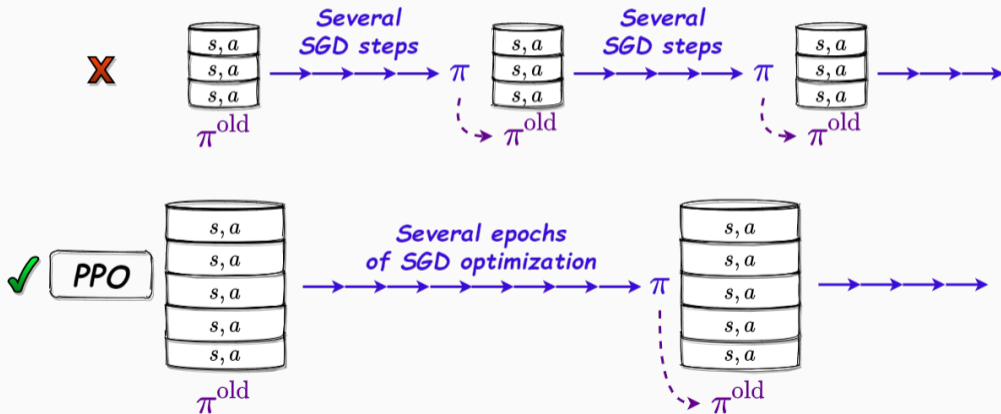 Several
SGD steps
Several
SGD steps
X
s, a
s, a
s, a
π
s, a
s, a
s, a
π
s, a
s, a
s, a
π^old
π^old
π^old
PPO
s, a
s, a
s, a
s, a
s, a
Several epochs
of SGD optimization
π
s, a
s, a
s, a
s, a
s, a
π^old
π^old